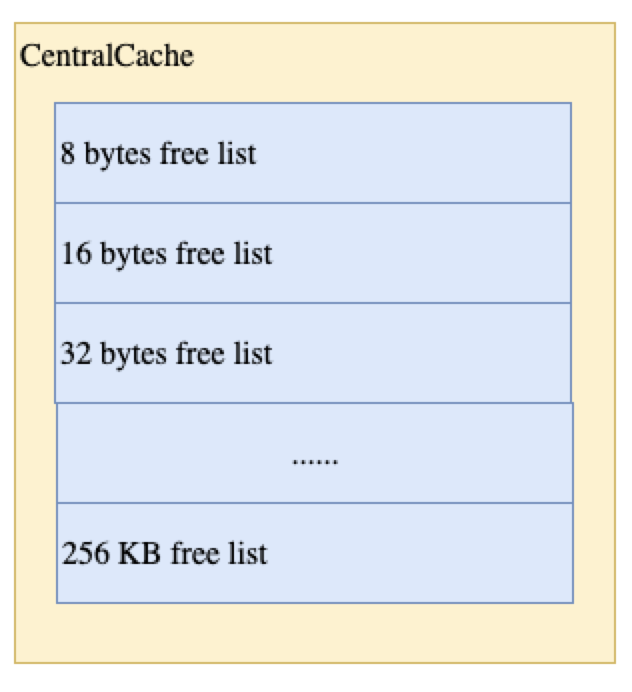 CentralCache
8 bytes free list
16 bytes free list
32 bytes free list
......
256 KB free list